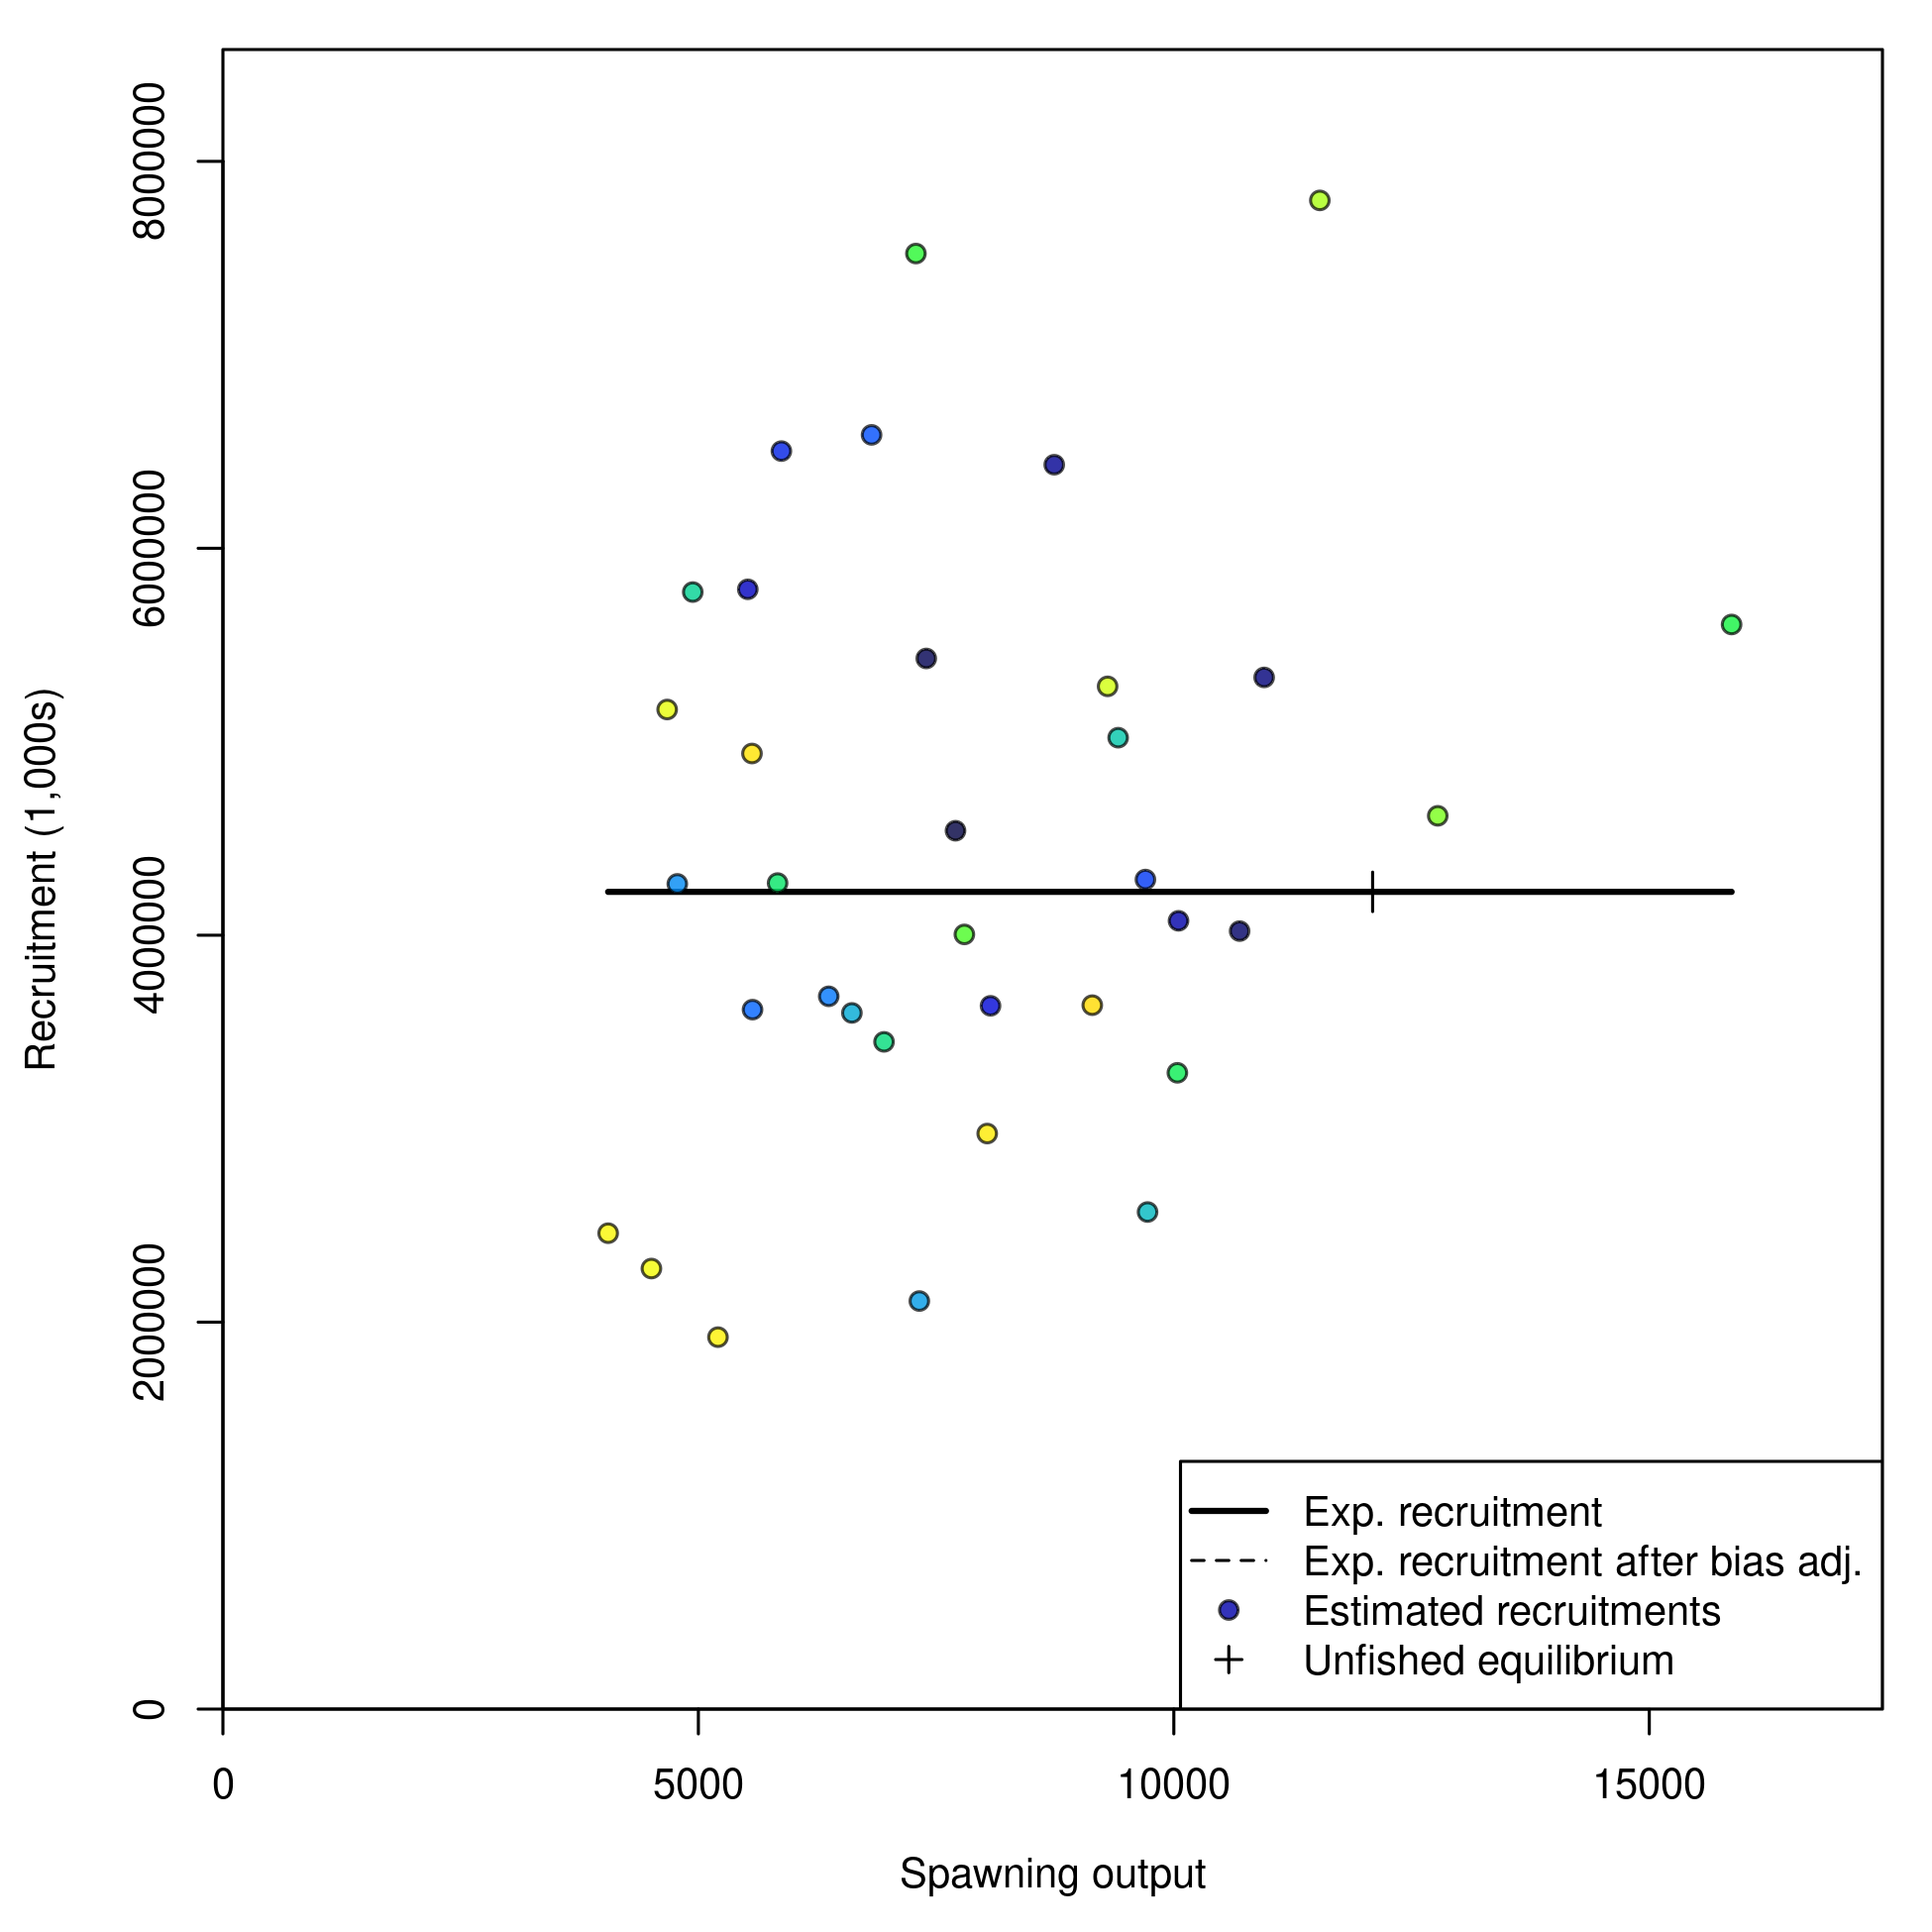 8000000
6000000
4000000
2000000
0
Recruitment (1,000s)
0
5000
10000
15000
Spawning output
Exp. recruitment
Exp. recruitment after bias adj.
Estimated recruitments
Unfished equilibrium